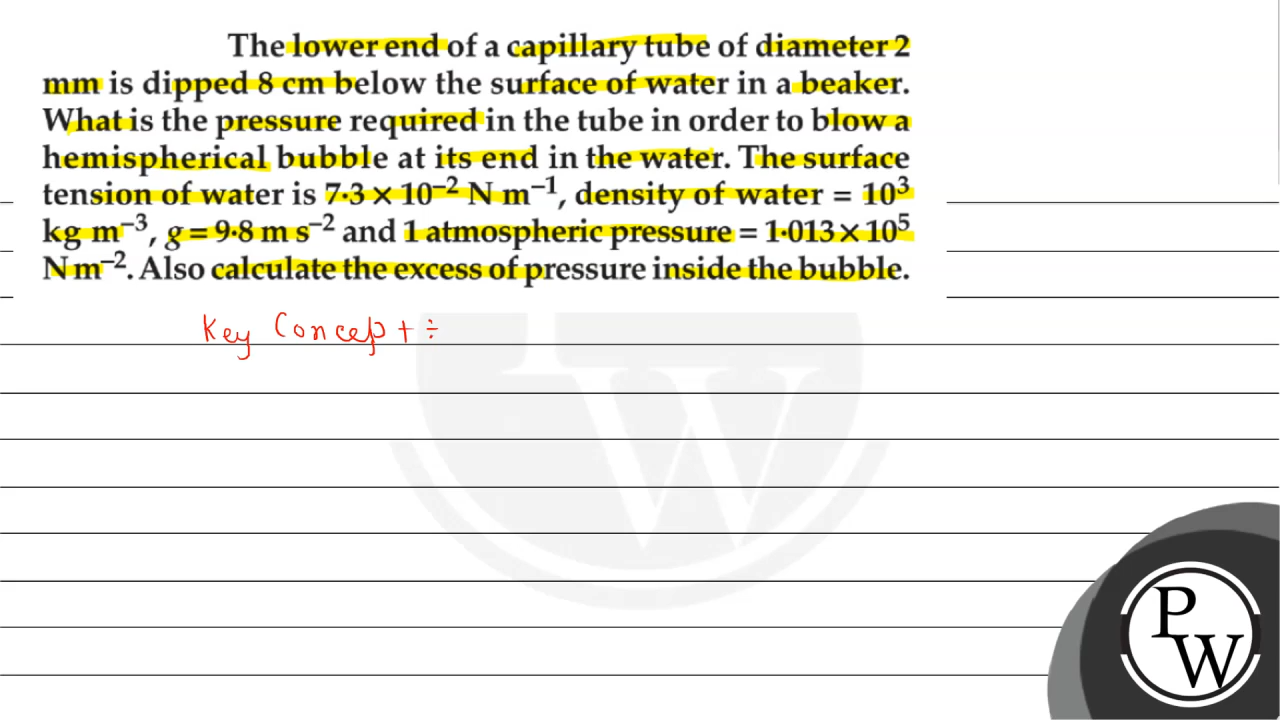 The lower end of a capillary tube of diameter 2
mm is dipped 8 cm below the surface of water in a beaker.
What is the pressure required in the tube in order to blow a
hemispherical bubble at its end in the water. The surface
tension of water is 7·3 × 10⁻² N m⁻¹, density of water = 10³
kg m⁻³, g = 9·8 m s⁻² and 1 atmospheric pressure = 1·013 × 10⁵
N m⁻². Also calculate the excess of pressure inside the bubble.
Key Concept ÷
P
W